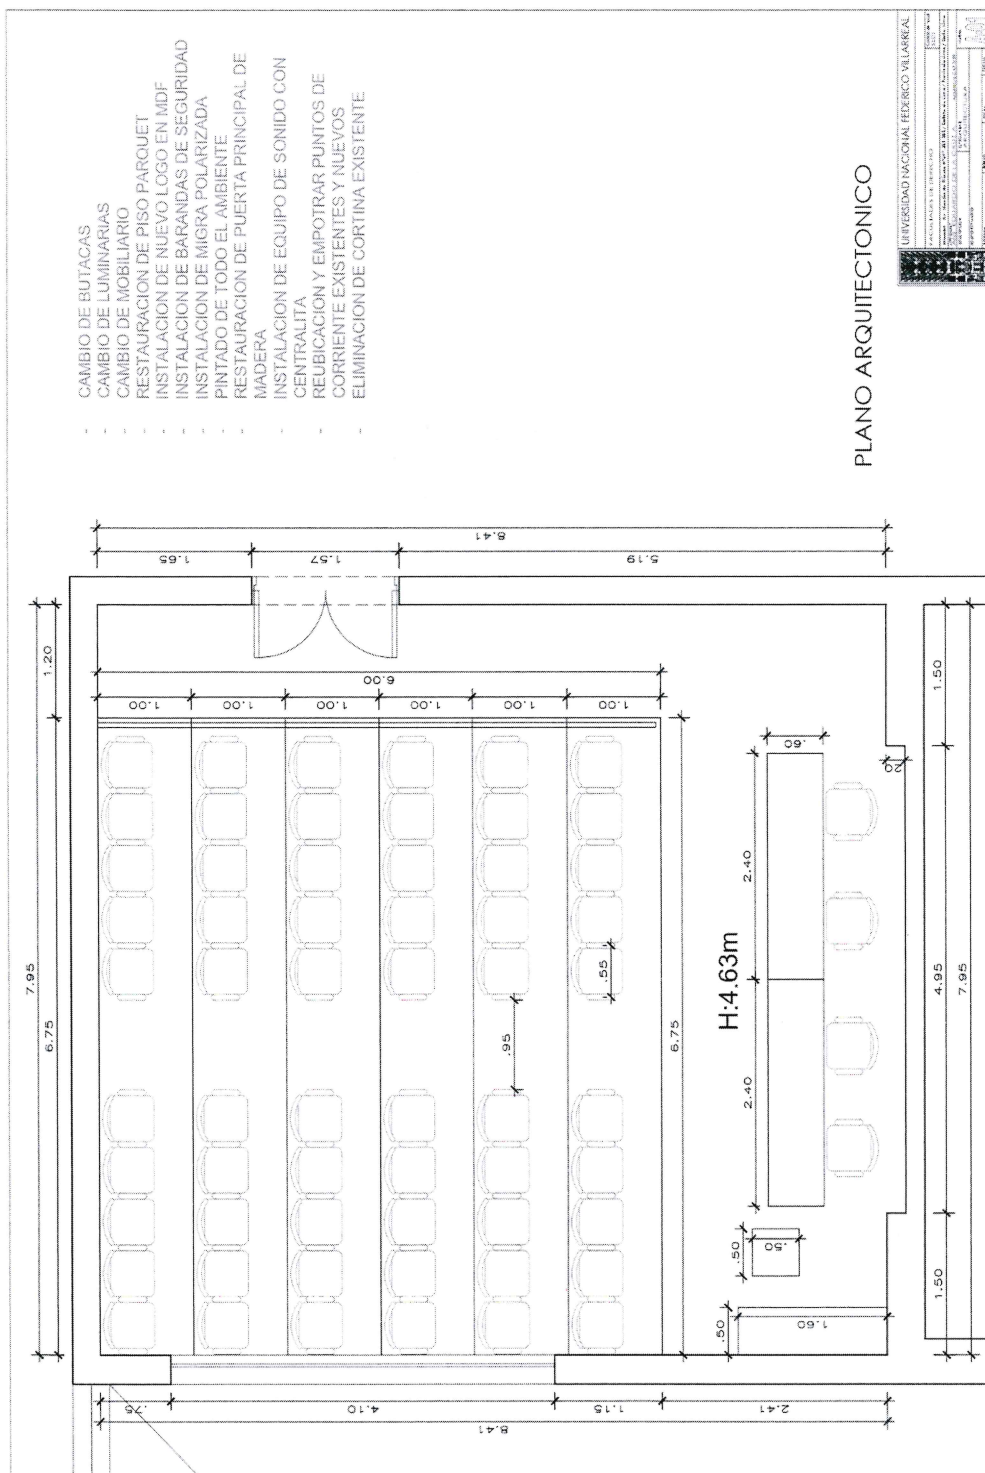 - CAMBIO DE BUTACAS
- CAMBIO DE LUMINARIAS
- CAMBIO DE MOBILIARIO
- RESTAURACION DE PISO PARQUET
- INSTALACION DE NUEVO LOGO EN MDF
- INSTALACION DE BARANDAS DE SEGURIDAD
- INSTALACION DE MIGRA POLARIZADA
- PINTADO DE TODO EL AMBIENTE
- RESTAURACION DE PUERTA PRINCIPAL DE
MADERA
- INSTALACION DE EQUIPO DE SONIDO CON
CENTRALITA
- REUBICACION Y EMPOTRAR PUNTOS DE
CORRIENTE EXISTENTES Y NUEVOS
- ELIMINACION DE CORTINA EXISTENTE
PLANO ARQUITECTONICO
UNIVERSIDAD NACIONAL FEDERICO VILLARREAL
8.41
1.65
1.57
5.19
7.95
1.20
6.75
6.00
1.00
1.00
1.00
1.00
1.00
1.00
.55
.95
6.75
H:4.63m
.60
2.40
2.40
.20
.50
.50
.50
1.60
1.50
4.95
1.50
7.95
.75
4.10
1.15
2.41
8.41